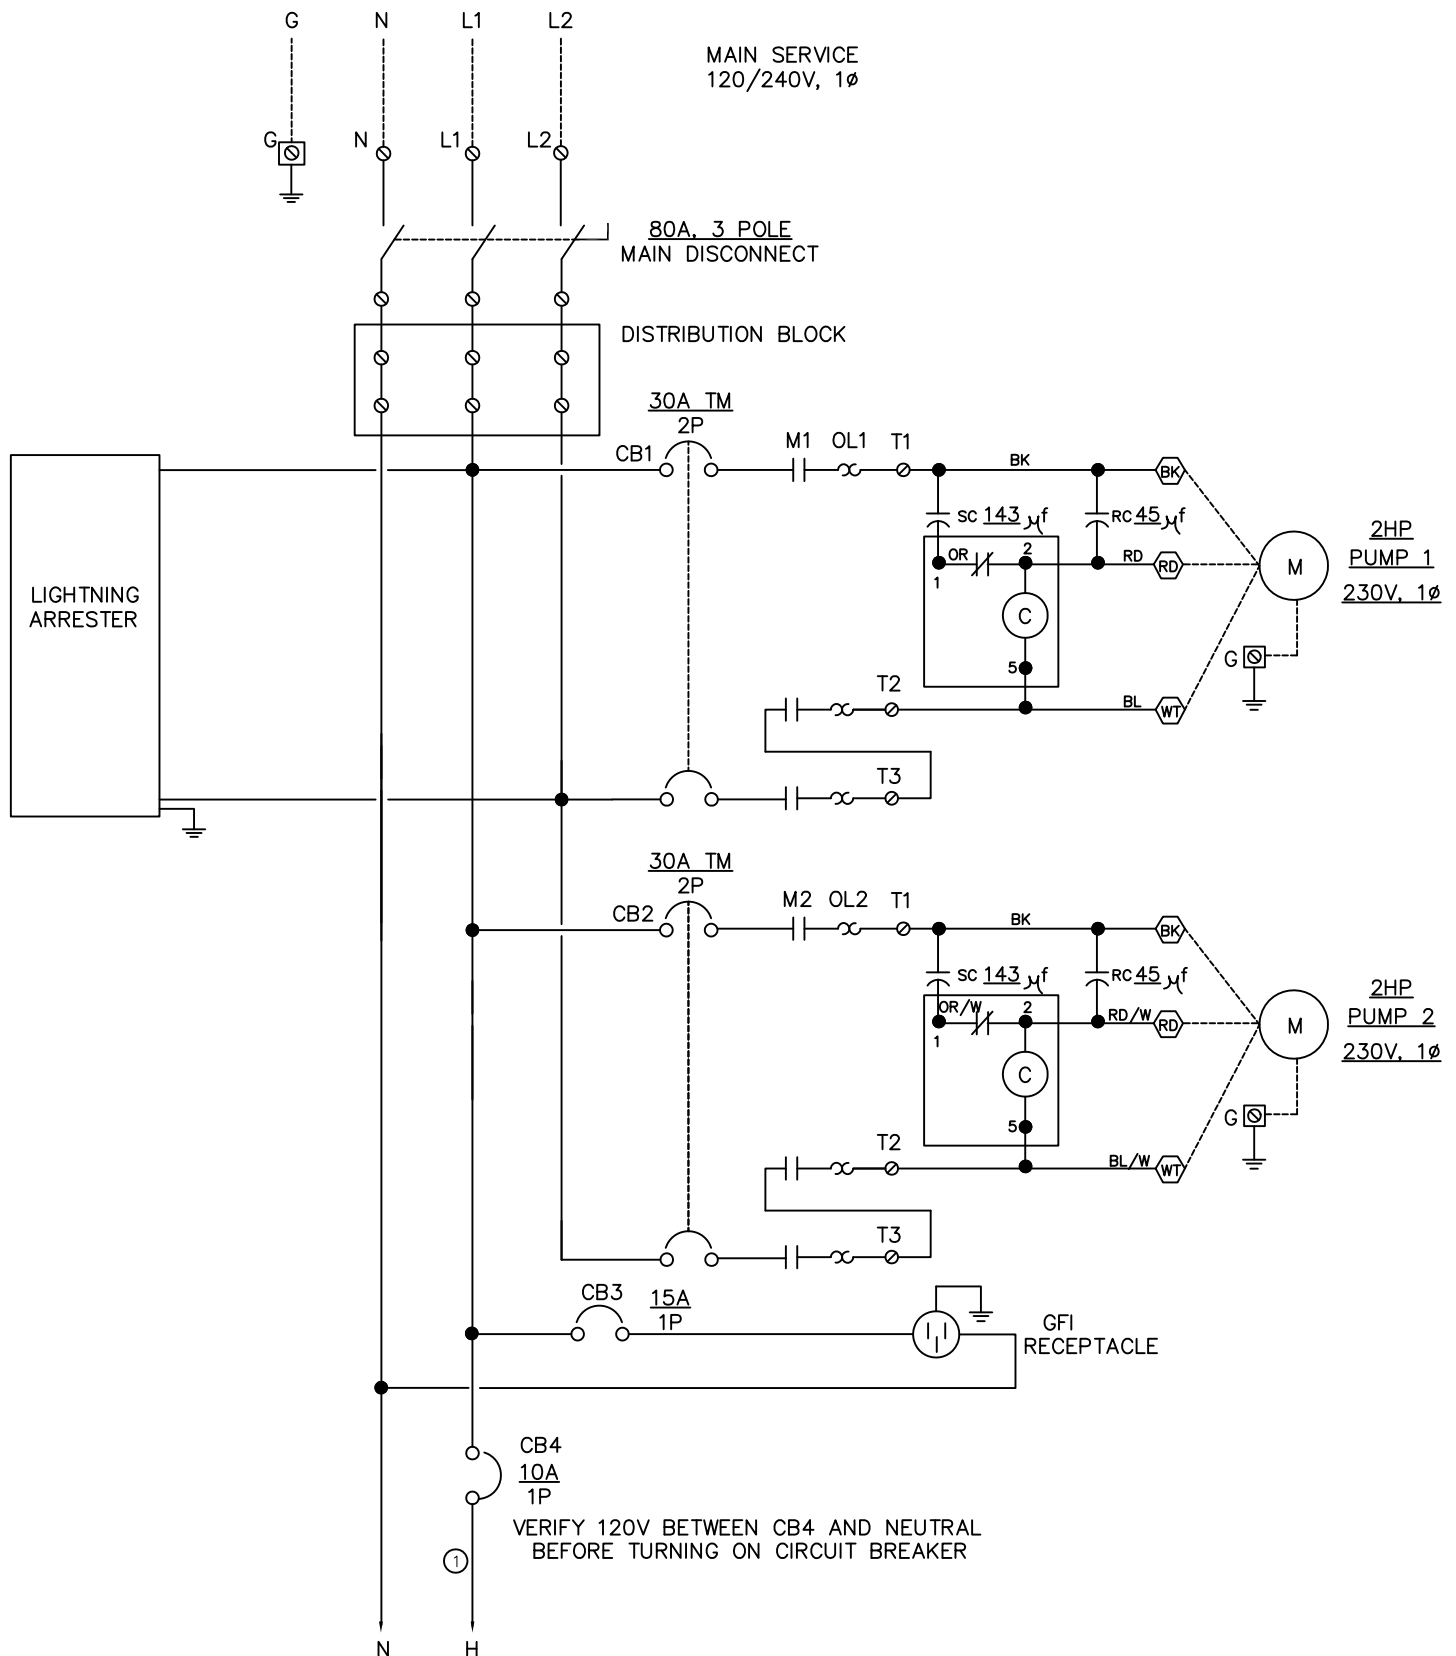 G N L1 L2
MAIN SERVICE
120/240V, 1ø
G N L1 L2
80A, 3 POLE
MAIN DISCONNECT
DISTRIBUTION BLOCK
30A TM
2P
CB1 M1 OL1 T1
BK BK
SC 143 µf RC 45 µf
OR 2 RD RD
1
C
5
M
2HP
PUMP 1
230V, 1ø
G
LIGHTNING
ARRESTER
T2 BL WT
T3
30A TM
2P
CB2 M2 OL2 T1
BK BK
SC 143 µf RC 45 µf
OR/W 2 RD/W RD
1
C
5
M
2HP
PUMP 2
230V, 1ø
G
T2 BL/W WT
T3
CB3 15A
1P
GFI
RECEPTACLE
CB4
10A
1P
VERIFY 120V BETWEEN CB4 AND NEUTRAL
BEFORE TURNING ON CIRCUIT BREAKER
1
N H